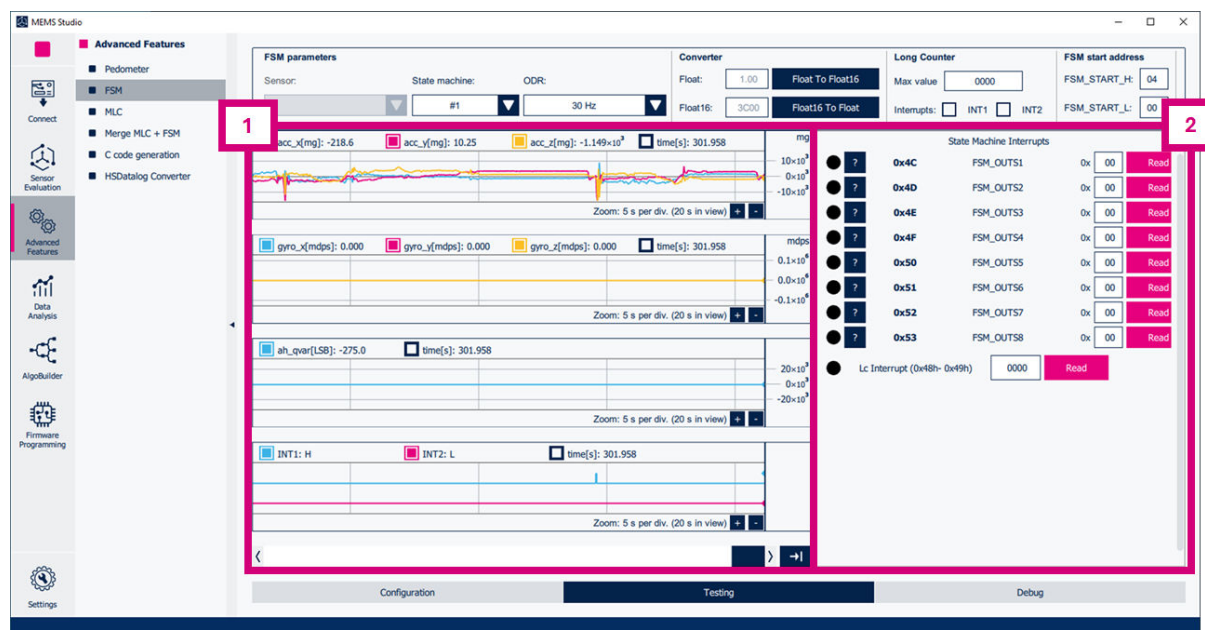 MEMS Studio
Connect
Sensor
Evaluation
Advanced
Features
Data
Analysis
AlgoBuilder
Firmware
Programming
Settings
Advanced Features
Pedometer
FSM
MLC
Merge MLC + FSM
C code generation
HSDatalog Converter
FSM parameters
Sensor:
State machine:
ODR:
#1
30 Hz
Converter
Float: 1.00 Float To Float16
Float16: 3C00 Float16 To Float
Long Counter
Max value 0000
Interrupts: INT1 INT2
FSM start address
FSM_START_H: 04
FSM_START_L: 00
1
acc_x[mg]: -218.6 acc_y[mg]: 10.25 acc_z[mg]: -1.149×10³ time[s]: 301.958 mg
10×10³
0×10³
-10×10³
Zoom: 5 s per div. (20 s in view) + -
gyro_x[mdps]: 0.000 gyro_y[mdps]: 0.000 gyro_z[mdps]: 0.000 time[s]: 301.958 mdps
0.1×10⁶
0.0×10⁶
-0.1×10⁶
Zoom: 5 s per div. (20 s in view) + -
ah_qvar[LSB]: -275.0 time[s]: 301.958
20×10³
0×10³
-20×10³
Zoom: 5 s per div. (20 s in view) + -
INT1: H INT2: L time[s]: 301.958
Zoom: 5 s per div. (20 s in view) + -
2
State Machine Interrupts
? 0x4C FSM_OUTS1 0x 00 Read
? 0x4D FSM_OUTS2 0x 00 Read
? 0x4E FSM_OUTS3 0x 00 Read
? 0x4F FSM_OUTS4 0x 00 Read
? 0x50 FSM_OUTS5 0x 00 Read
? 0x51 FSM_OUTS6 0x 00 Read
? 0x52 FSM_OUTS7 0x 00 Read
? 0x53 FSM_OUTS8 0x 00 Read
Lc Interrupt (0x48h- 0x49h) 0000 Read
Configuration
Testing
Debug